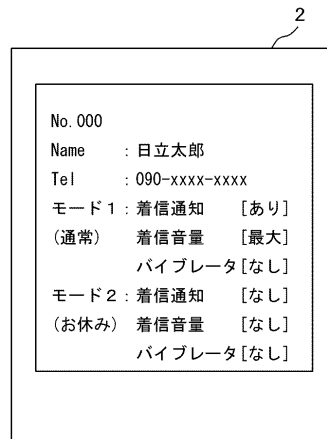 2
No.000
Name :日立太郎
Tel :090-xxxx-xxxx
モード1:着信通知 [あり]
(通常) 着信音量 [最大]
バイブレータ[なし]
モード2:着信通知 [なし]
(お休み) 着信音量 [なし]
バイブレータ[なし]